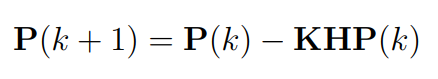 P(k + 1) = P(k) − KHP(k)